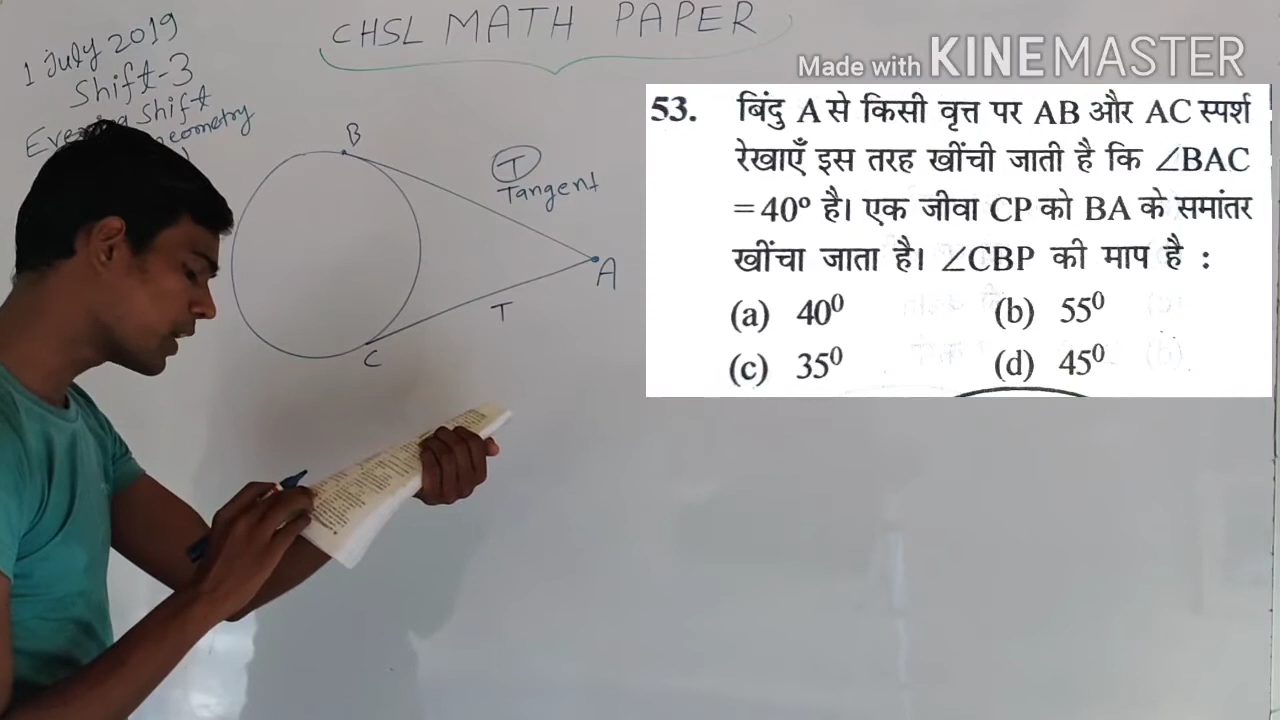 CHSL MATH PAPER
1 July 2019
Shift-3
Evening Shift
Geometry
Made with KINEMASTER
B
T
Tangent
A
T
C
53. बिंदु A से किसी वृत्त पर AB और AC स्पर्श
रेखाएँ इस तरह खींची जाती है कि ∠BAC
= 40° है। एक जीवा CP को BA के समांतर
खींचा जाता है। ∠CBP की माप है :
(a) 40⁰ (b) 55⁰
(c) 35⁰ (d) 45⁰